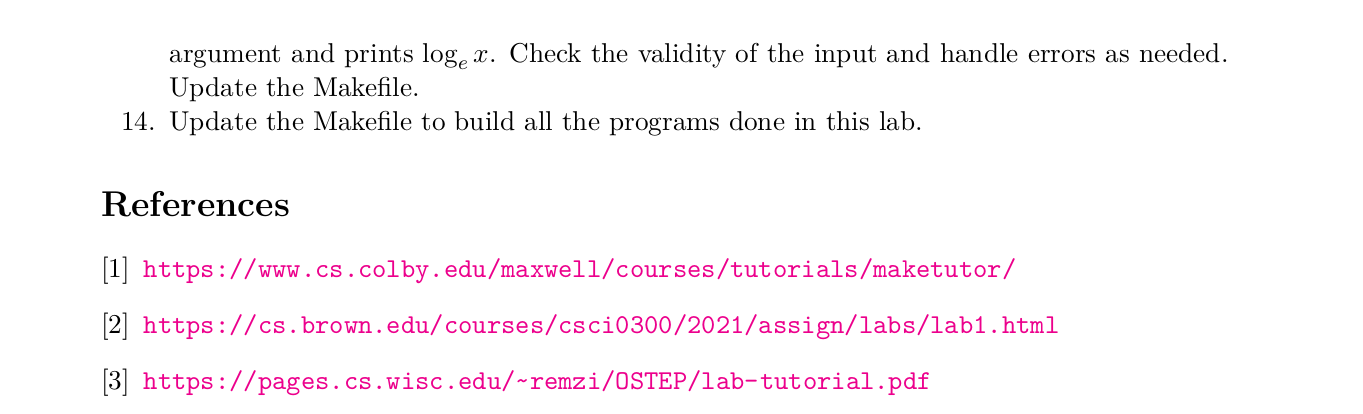 argument and prints logₑ x. Check the validity of the input and handle errors as needed.
Update the Makefile.
14. Update the Makefile to build all the programs done in this lab.
References
[1] https://www.cs.colby.edu/maxwell/courses/tutorials/maketutor/
[2] https://cs.brown.edu/courses/csci0300/2021/assign/labs/lab1.html
[3] https://pages.cs.wisc.edu/~remzi/OSTEP/lab-tutorial.pdf